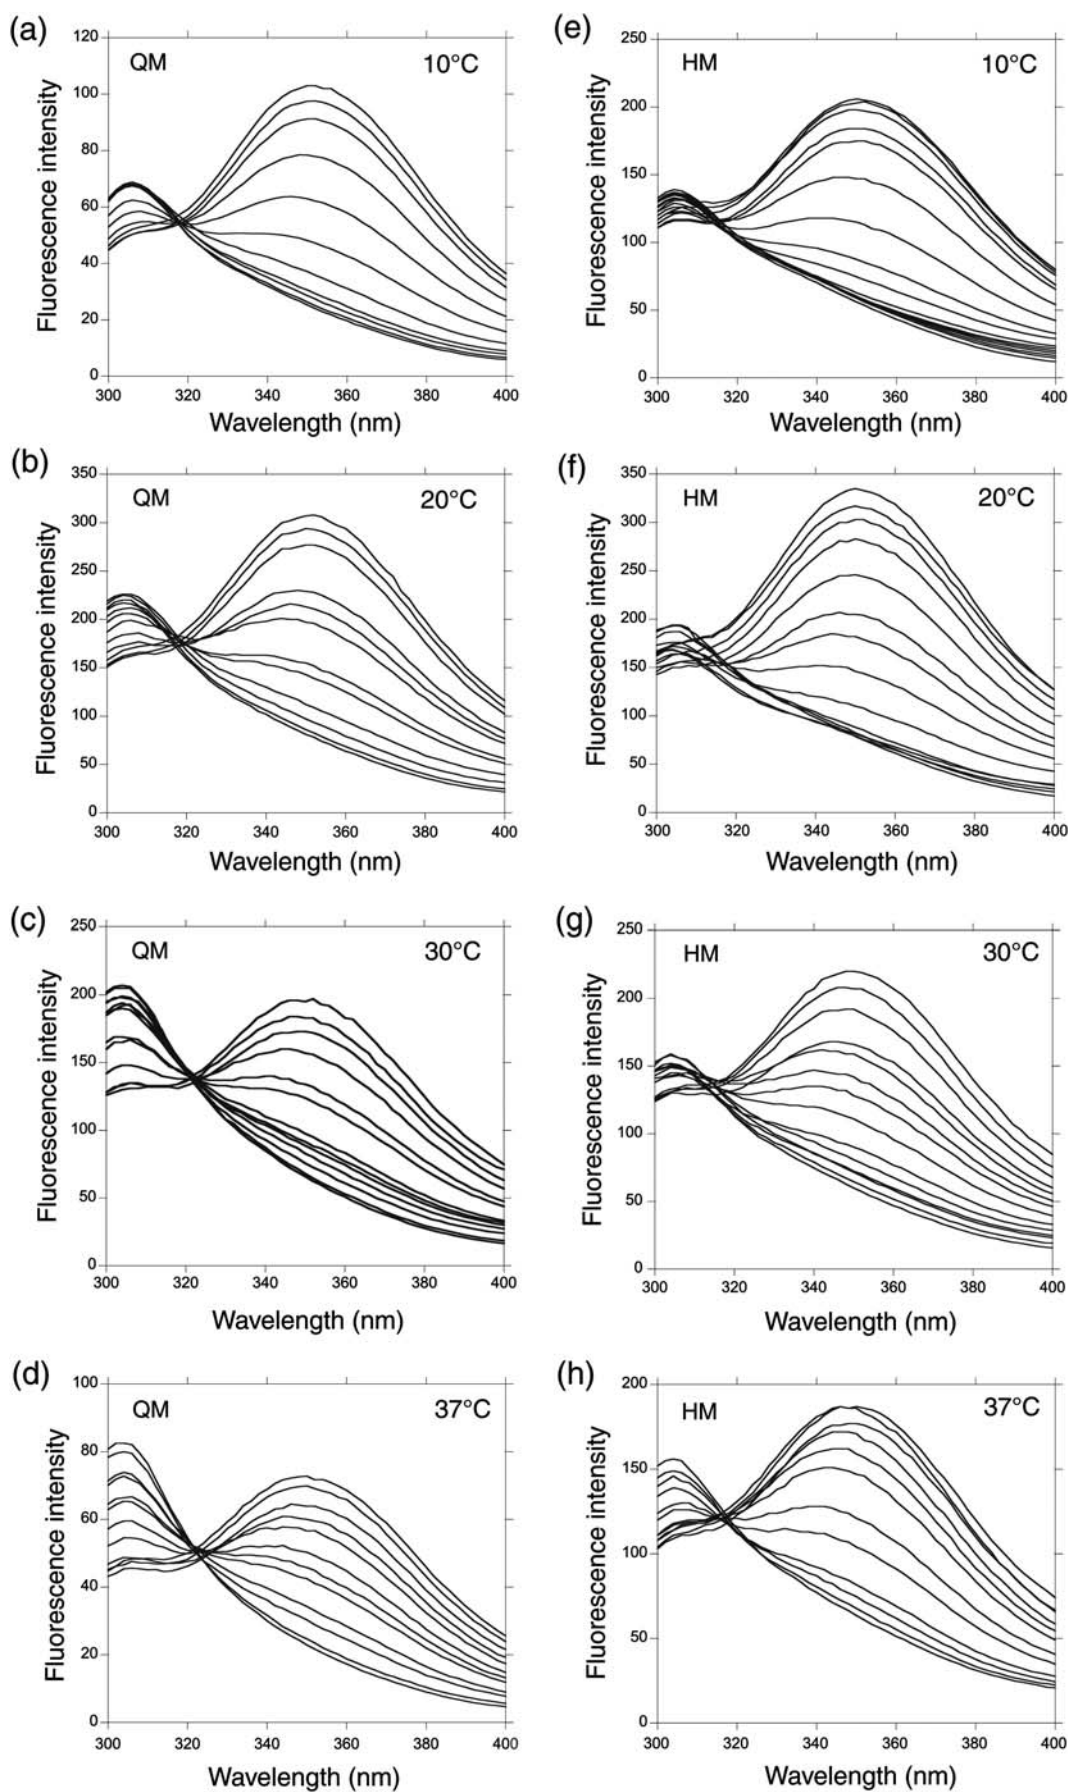 (a)
QM 10°C
120
100
80
60
40
20
0
Fluorescence intensity
300 320 340 360 380 400
Wavelength (nm)
(e)
HM 10°C
250
200
150
100
50
0
Fluorescence intensity
300 320 340 360 380 400
Wavelength (nm)
(b)
QM 20°C
350
300
250
200
150
100
50
0
Fluorescence intensity
300 320 340 360 380 400
Wavelength (nm)
(f)
HM 20°C
350
300
250
200
150
100
50
0
Fluorescence intensity
300 320 340 360 380 400
Wavelength (nm)
(c)
QM 30°C
250
200
150
100
50
0
Fluorescence intensity
300 320 340 360 380 400
Wavelength (nm)
(g)
HM 30°C
250
200
150
100
50
0
Fluorescence intensity
300 320 340 360 380 400
Wavelength (nm)
(d)
QM 37°C
100
80
60
40
20
0
Fluorescence intensity
300 320 340 360 380 400
Wavelength (nm)
(h)
HM 37°C
200
150
100
50
0
Fluorescence intensity
300 320 340 360 380 400
Wavelength (nm)